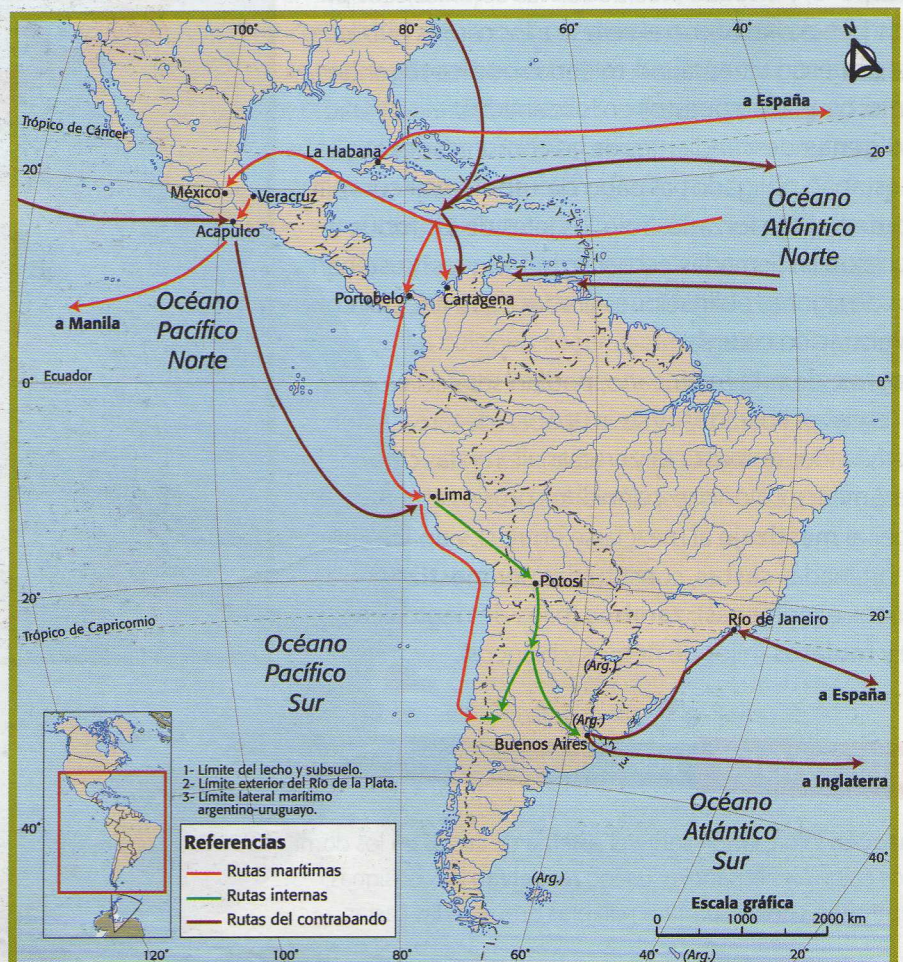 100°
80°
60°
40°
N
a España
Trópico de Cáncer
20°
20°
La Habana
México
Veracruz
Acapulco
Océano
Atlántico
Norte
Portobelo
Cartagena
a Manila
Océano
Pacífico
Norte
0°
Ecuador
0°
Lima
Potosí
20°
Trópico de Capricornio
20°
Río de Janeiro
(Arg.)
a España
Océano
Pacífico
Sur
(Arg.)
Buenos Aires
1
2
3
a Inglaterra
1- Límite del lecho y subsuelo.
2- Límite exterior del Río de la Plata.
3- Límite lateral marítimo
argentino-uruguayo.
Océano
Atlántico
Sur
40°
40°
Referencias
Rutas marítimas
Rutas internas
Rutas del contrabando
(Arg.)
Escala gráfica
0 1000 2000 km
120°
100°
80°
60°
40°
(Arg.)
20°